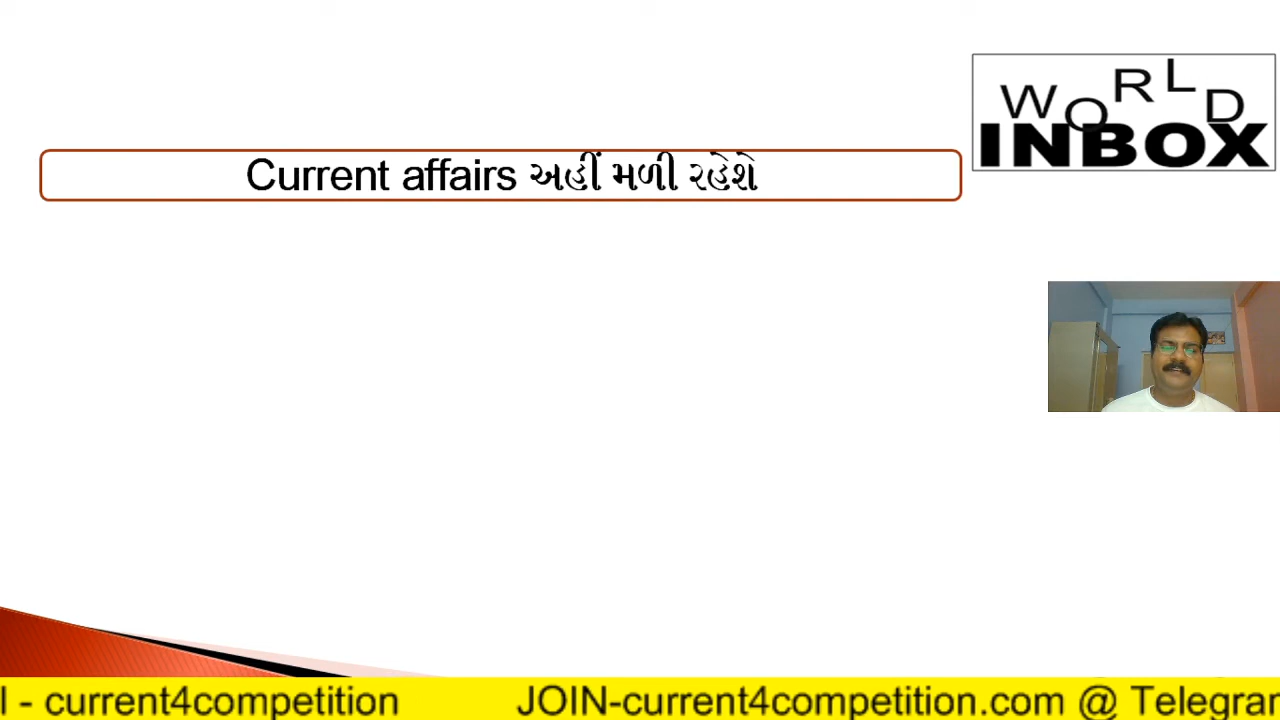 WORLD
INBOX
Current affairs અહીં મળી રહેશે
- current4competition JOIN-current4competition.com @ Telegram